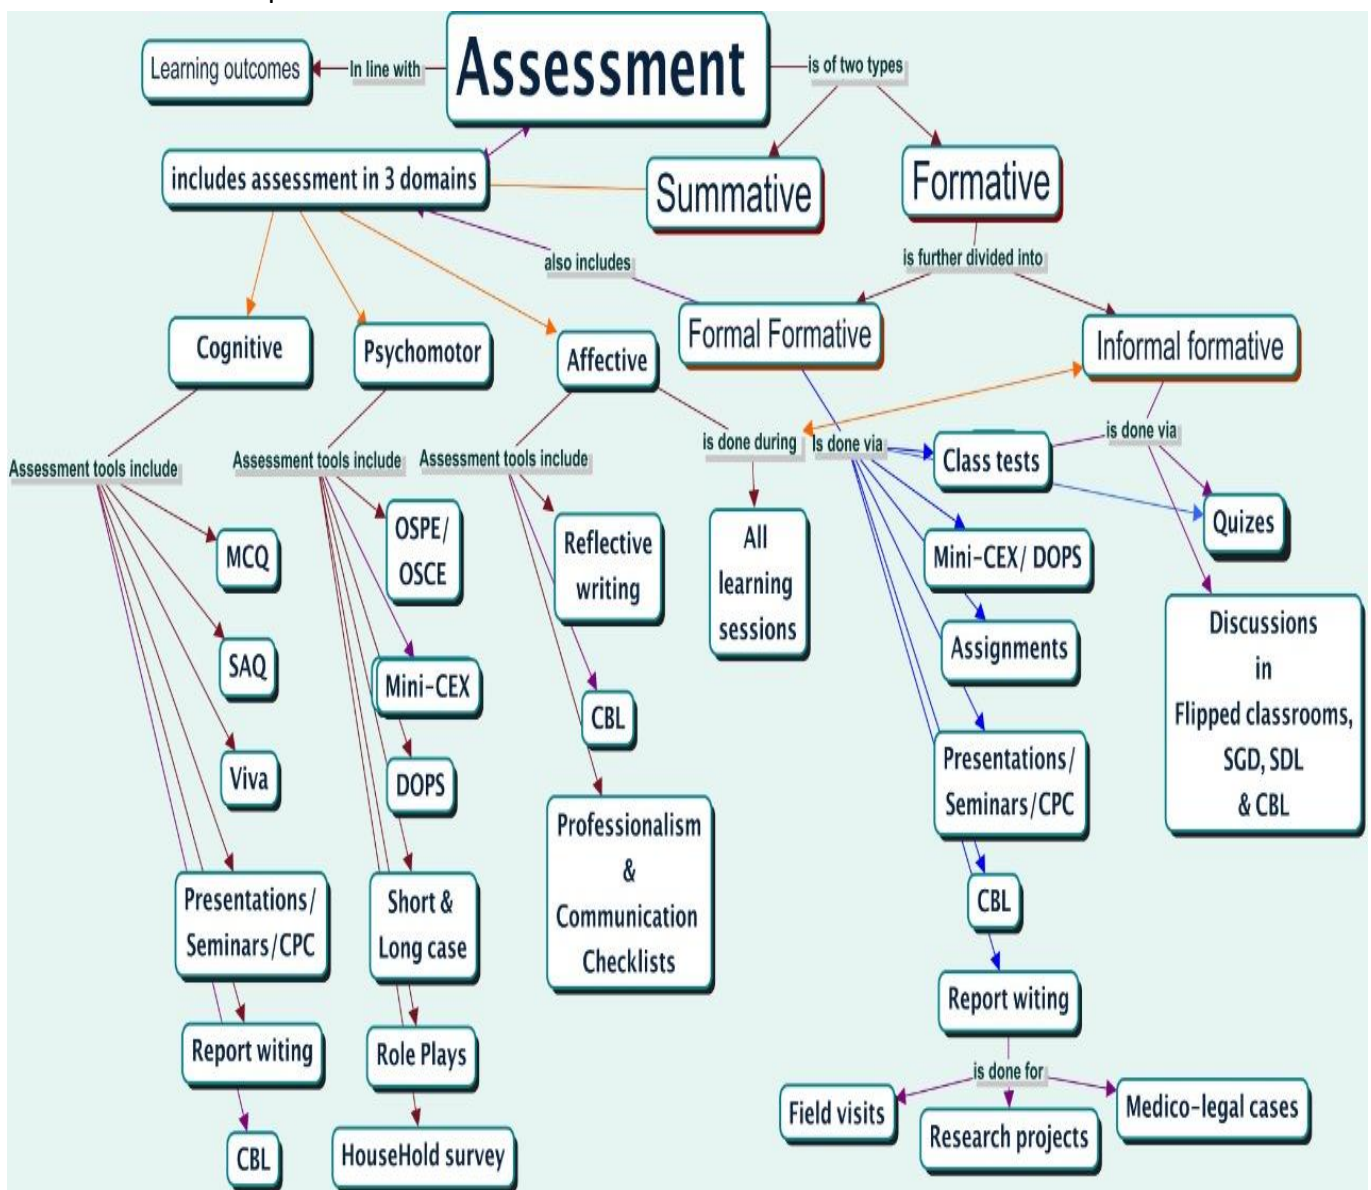 Assessment
Learning outcomes
In line with
is of two types
includes assessment in 3 domains
Summative
Formative
also includes
is further divided into
Cognitive
Psychomotor
Affective
Formal Formative
Informal formative
Assessment tools include
Assessment tools include
Assessment tools include
is done during
Is done via
is done via
MCQ
SAQ
Viva
Presentations/
Seminars/CPC
Report witing
CBL
OSPE/
OSCE
Mini-CEX
DOPS
Short &
Long case
Role Plays
HouseHold survey
Reflective
writing
CBL
Professionalism
&
Communication
Checklists
All
learning
sessions
Class tests
Mini-CEX/ DOPS
Assignments
Presentations/
Seminars/CPC
CBL
Report witing
is done for
Field visits
Research projects
Medico-legal cases
Quizes
Discussions
in
Flipped classrooms,
SGD, SDL
& CBL